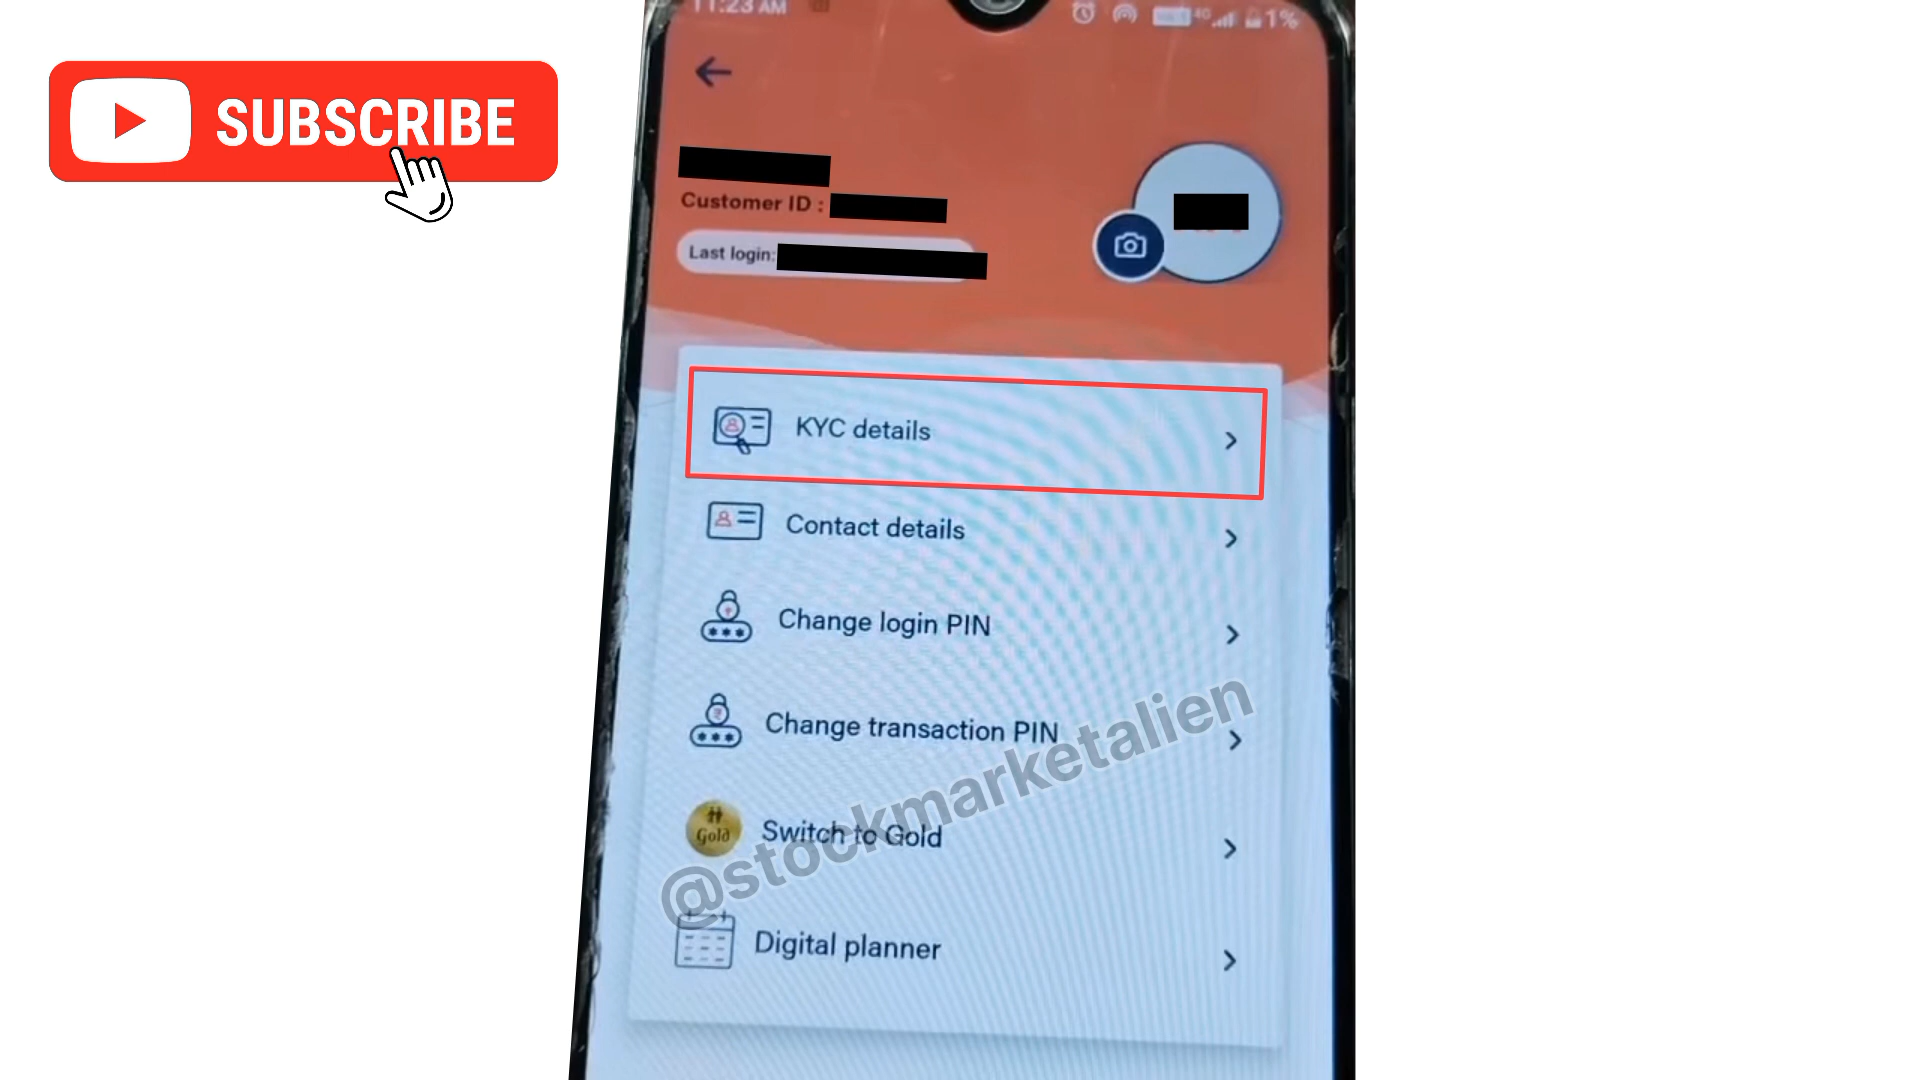 11:23 AM
4G 1%
SUBSCRIBE
Customer ID :
Last login:
KYC details
Contact details
Change login PIN
Change transaction PIN
Gold
Switch to Gold
Digital planner
@stockmarketalien